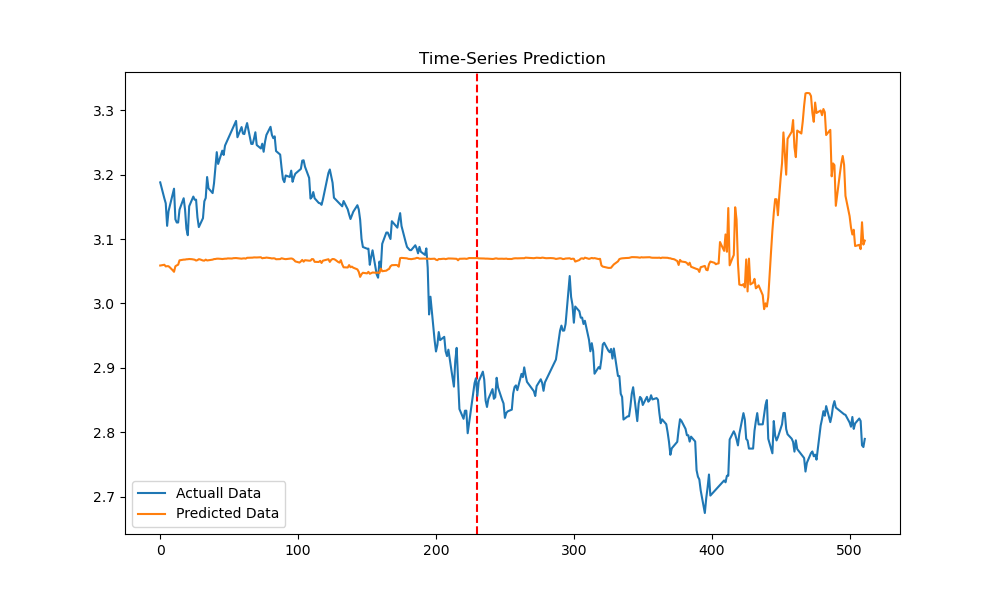 Time-Series Prediction
3.3
3.2
3.1
3.0
2.9
2.8
2.7
Actuall Data
Predicted Data
0 100 200 300 400 500